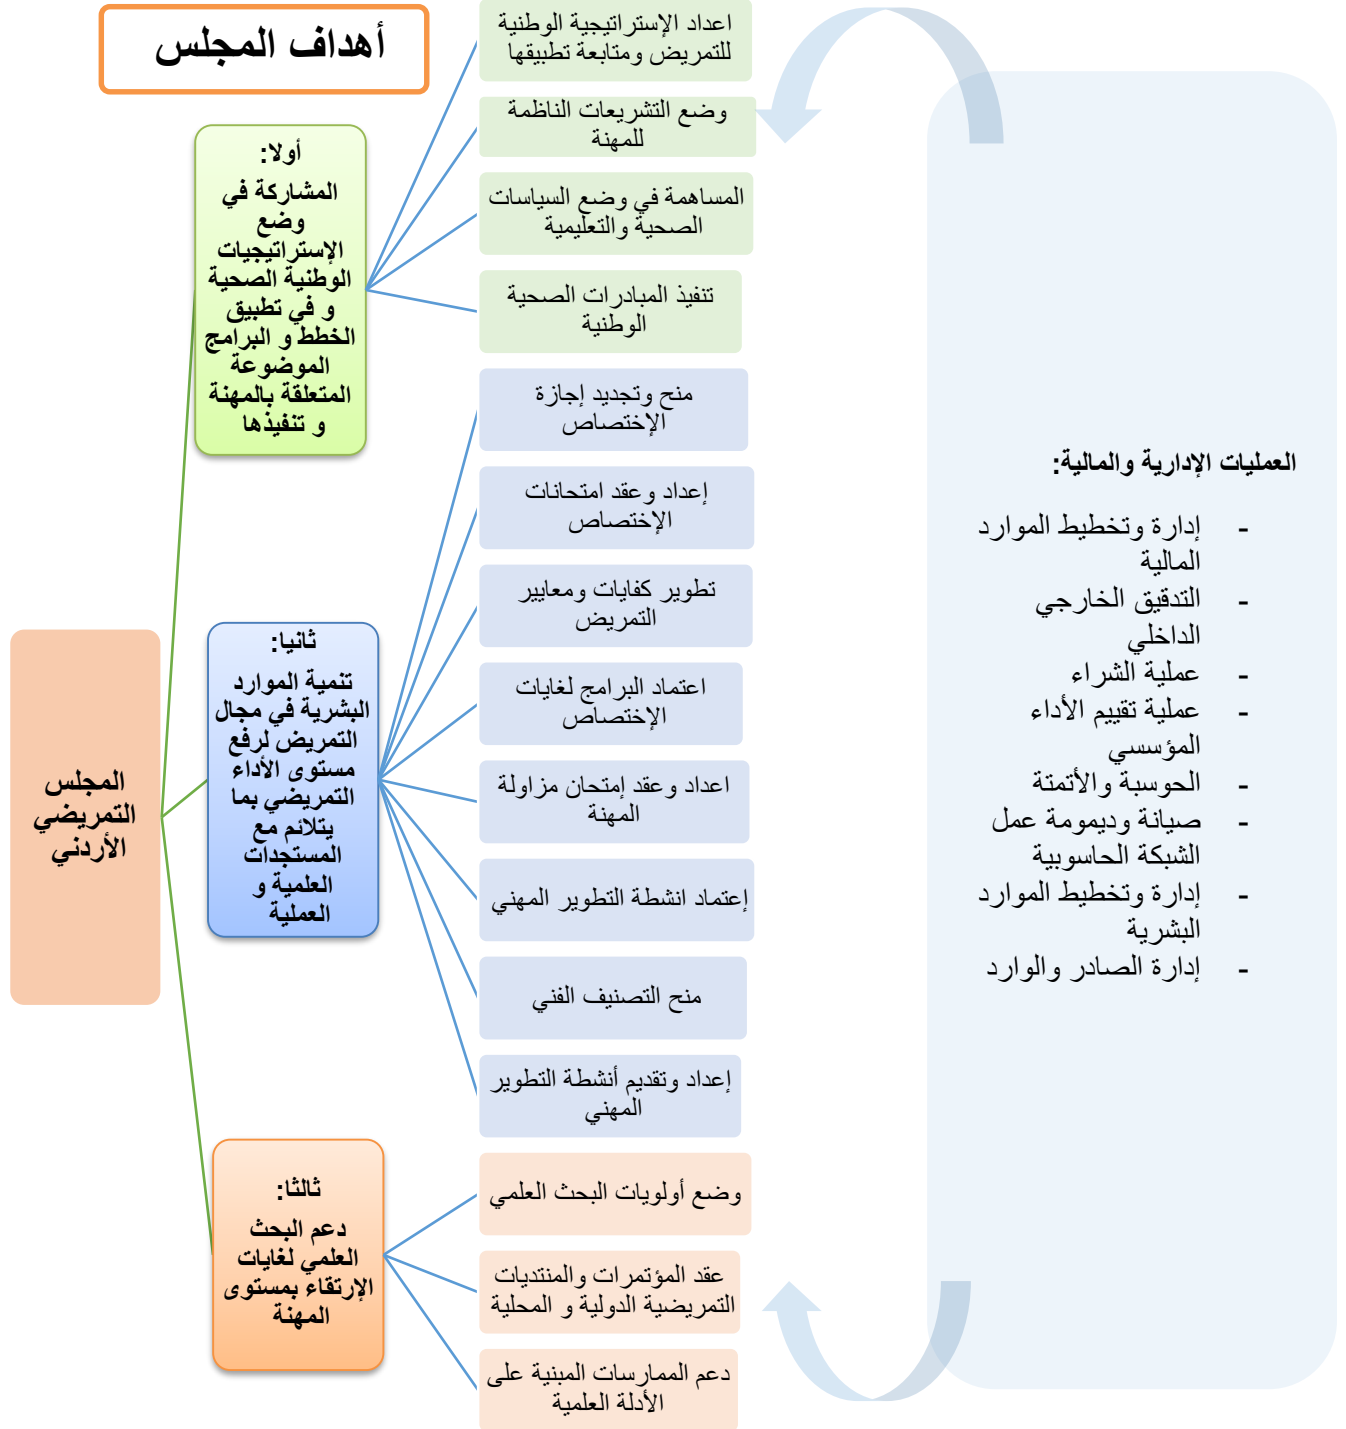 أهداف المجلس
المجلس
التمريضي
الأردني
أولا:
المشاركة في
وضع
الإستراتيجيات
الوطنية الصحية
و في تطبيق
الخطط و البرامج
الموضوعة
المتعلقة بالمهنة
و تنفيذها
اعداد الإستراتيجية الوطنية
للتمريض ومتابعة تطبيقها
وضع التشريعات الناظمة
للمهنة
المساهمة في وضع السياسات
الصحية والتعليمية
تنفيذ المبادرات الصحية
الوطنية
ثانيا:
تنمية الموارد
البشرية في مجال
التمريض لرفع
مستوى الأداء
التمريضي بما
يتلائم مع
المستجدات
العلمية و
العملية
منح وتجديد إجازة
الإختصاص
إعداد وعقد امتحانات
الإختصاص
تطوير كفايات ومعايير
التمريض
اعتماد البرامج لغايات
الإختصاص
اعداد وعقد إمتحان مزاولة
المهنة
إعتماد انشطة التطوير المهني
منح التصنيف الفني
إعداد وتقديم أنشطة التطوير
المهني
ثالثا:
دعم البحث
العلمي لغايات
الإرتقاء بمستوى
المهنة
وضع أولويات البحث العلمي
عقد المؤتمرات والمنتديات
التمريضية الدولية و المحلية
دعم الممارسات المبنية على
الأدلة العلمية
العمليات الإدارية والمالية:
- إدارة وتخطيط الموارد
المالية
- التدقيق الخارجي
الداخلي
- عملية الشراء
- عملية تقييم الأداء
المؤسسي
- الحوسبة والأتمتة
- صيانة وديمومة عمل
الشبكة الحاسوبية
- إدارة وتخطيط الموارد
البشرية
- إدارة الصادر والوارد